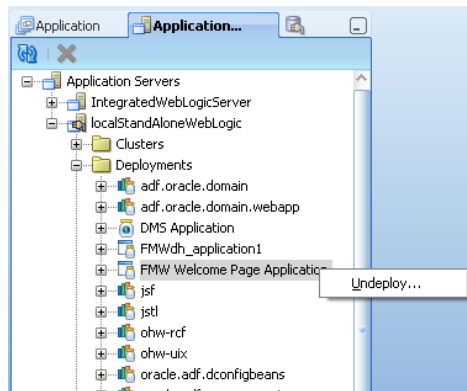 Application
Application...
Application Servers
IntegratedWebLogicServer
localStandAloneWebLogic
Clusters
Deployments
adf.oracle.domain
adf.oracle.domain.webapp
DMS Application
FMWdh_application1
FMW Welcome Page Application
Undeploy...
jsf
jstl
ohw-rcf
ohw-uix
oracle.adf.dconfigbeans